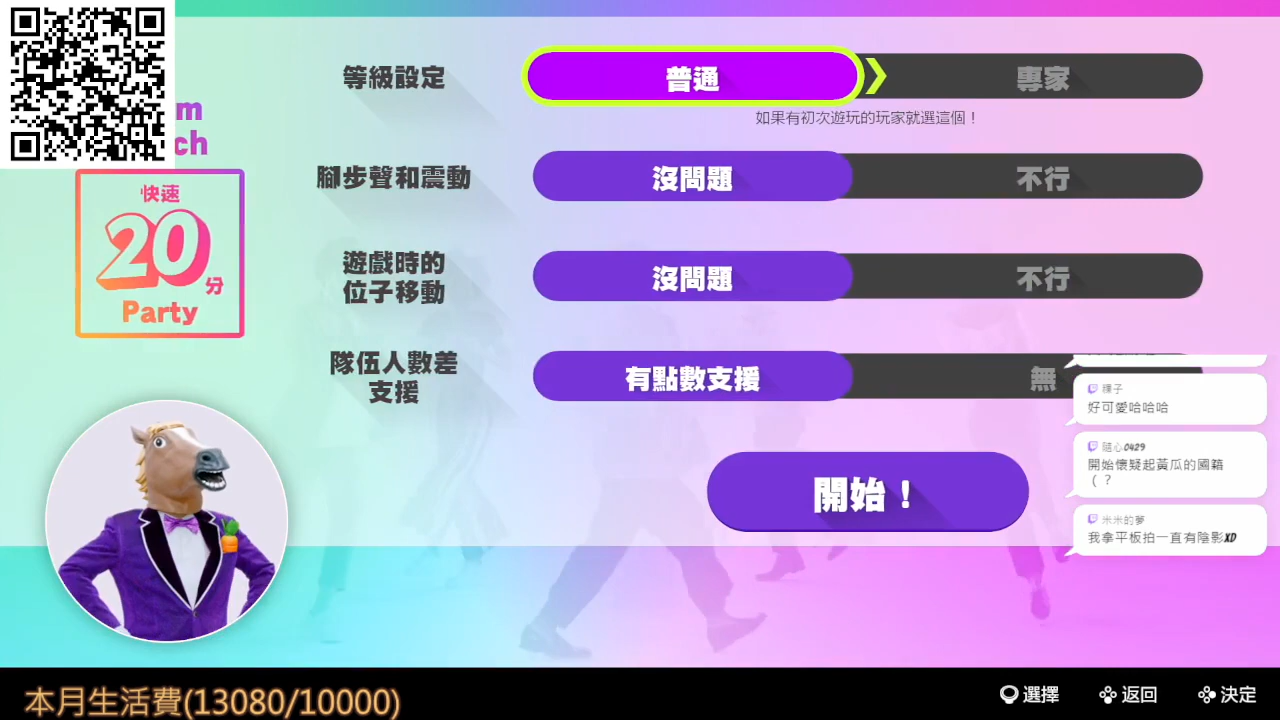 m
ch
快速
20分
Party
等級設定
普通
專家
如果有初次遊玩的玩家就選這個！
腳步聲和震動
沒問題
不行
遊戲時的
位子移動
沒問題
不行
隊伍人數差
支援
有點數支援
無
開始！
糧子
好可愛哈哈哈
隨心0429
開始懷疑起黃瓜的國籍
（？
米米的夢
我拿平板拍一直有陰影XD
本月生活費(13080/10000)
選擇
返回
決定